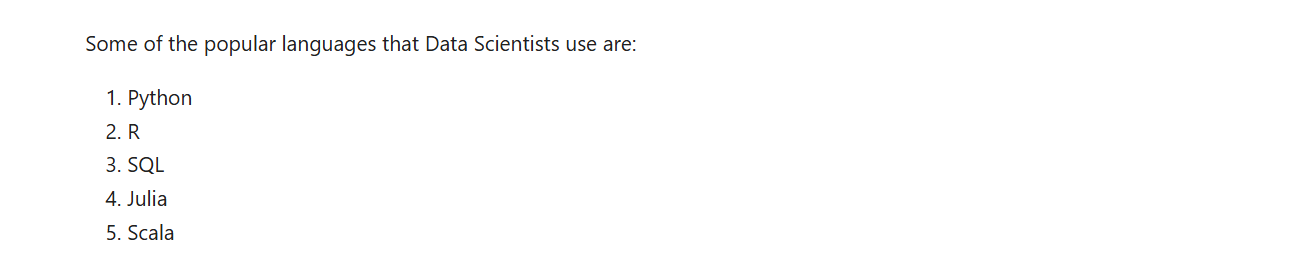 Some of the popular languages that Data Scientists use are:
1. Python
2. R
3. SQL
4. Julia
5. Scala